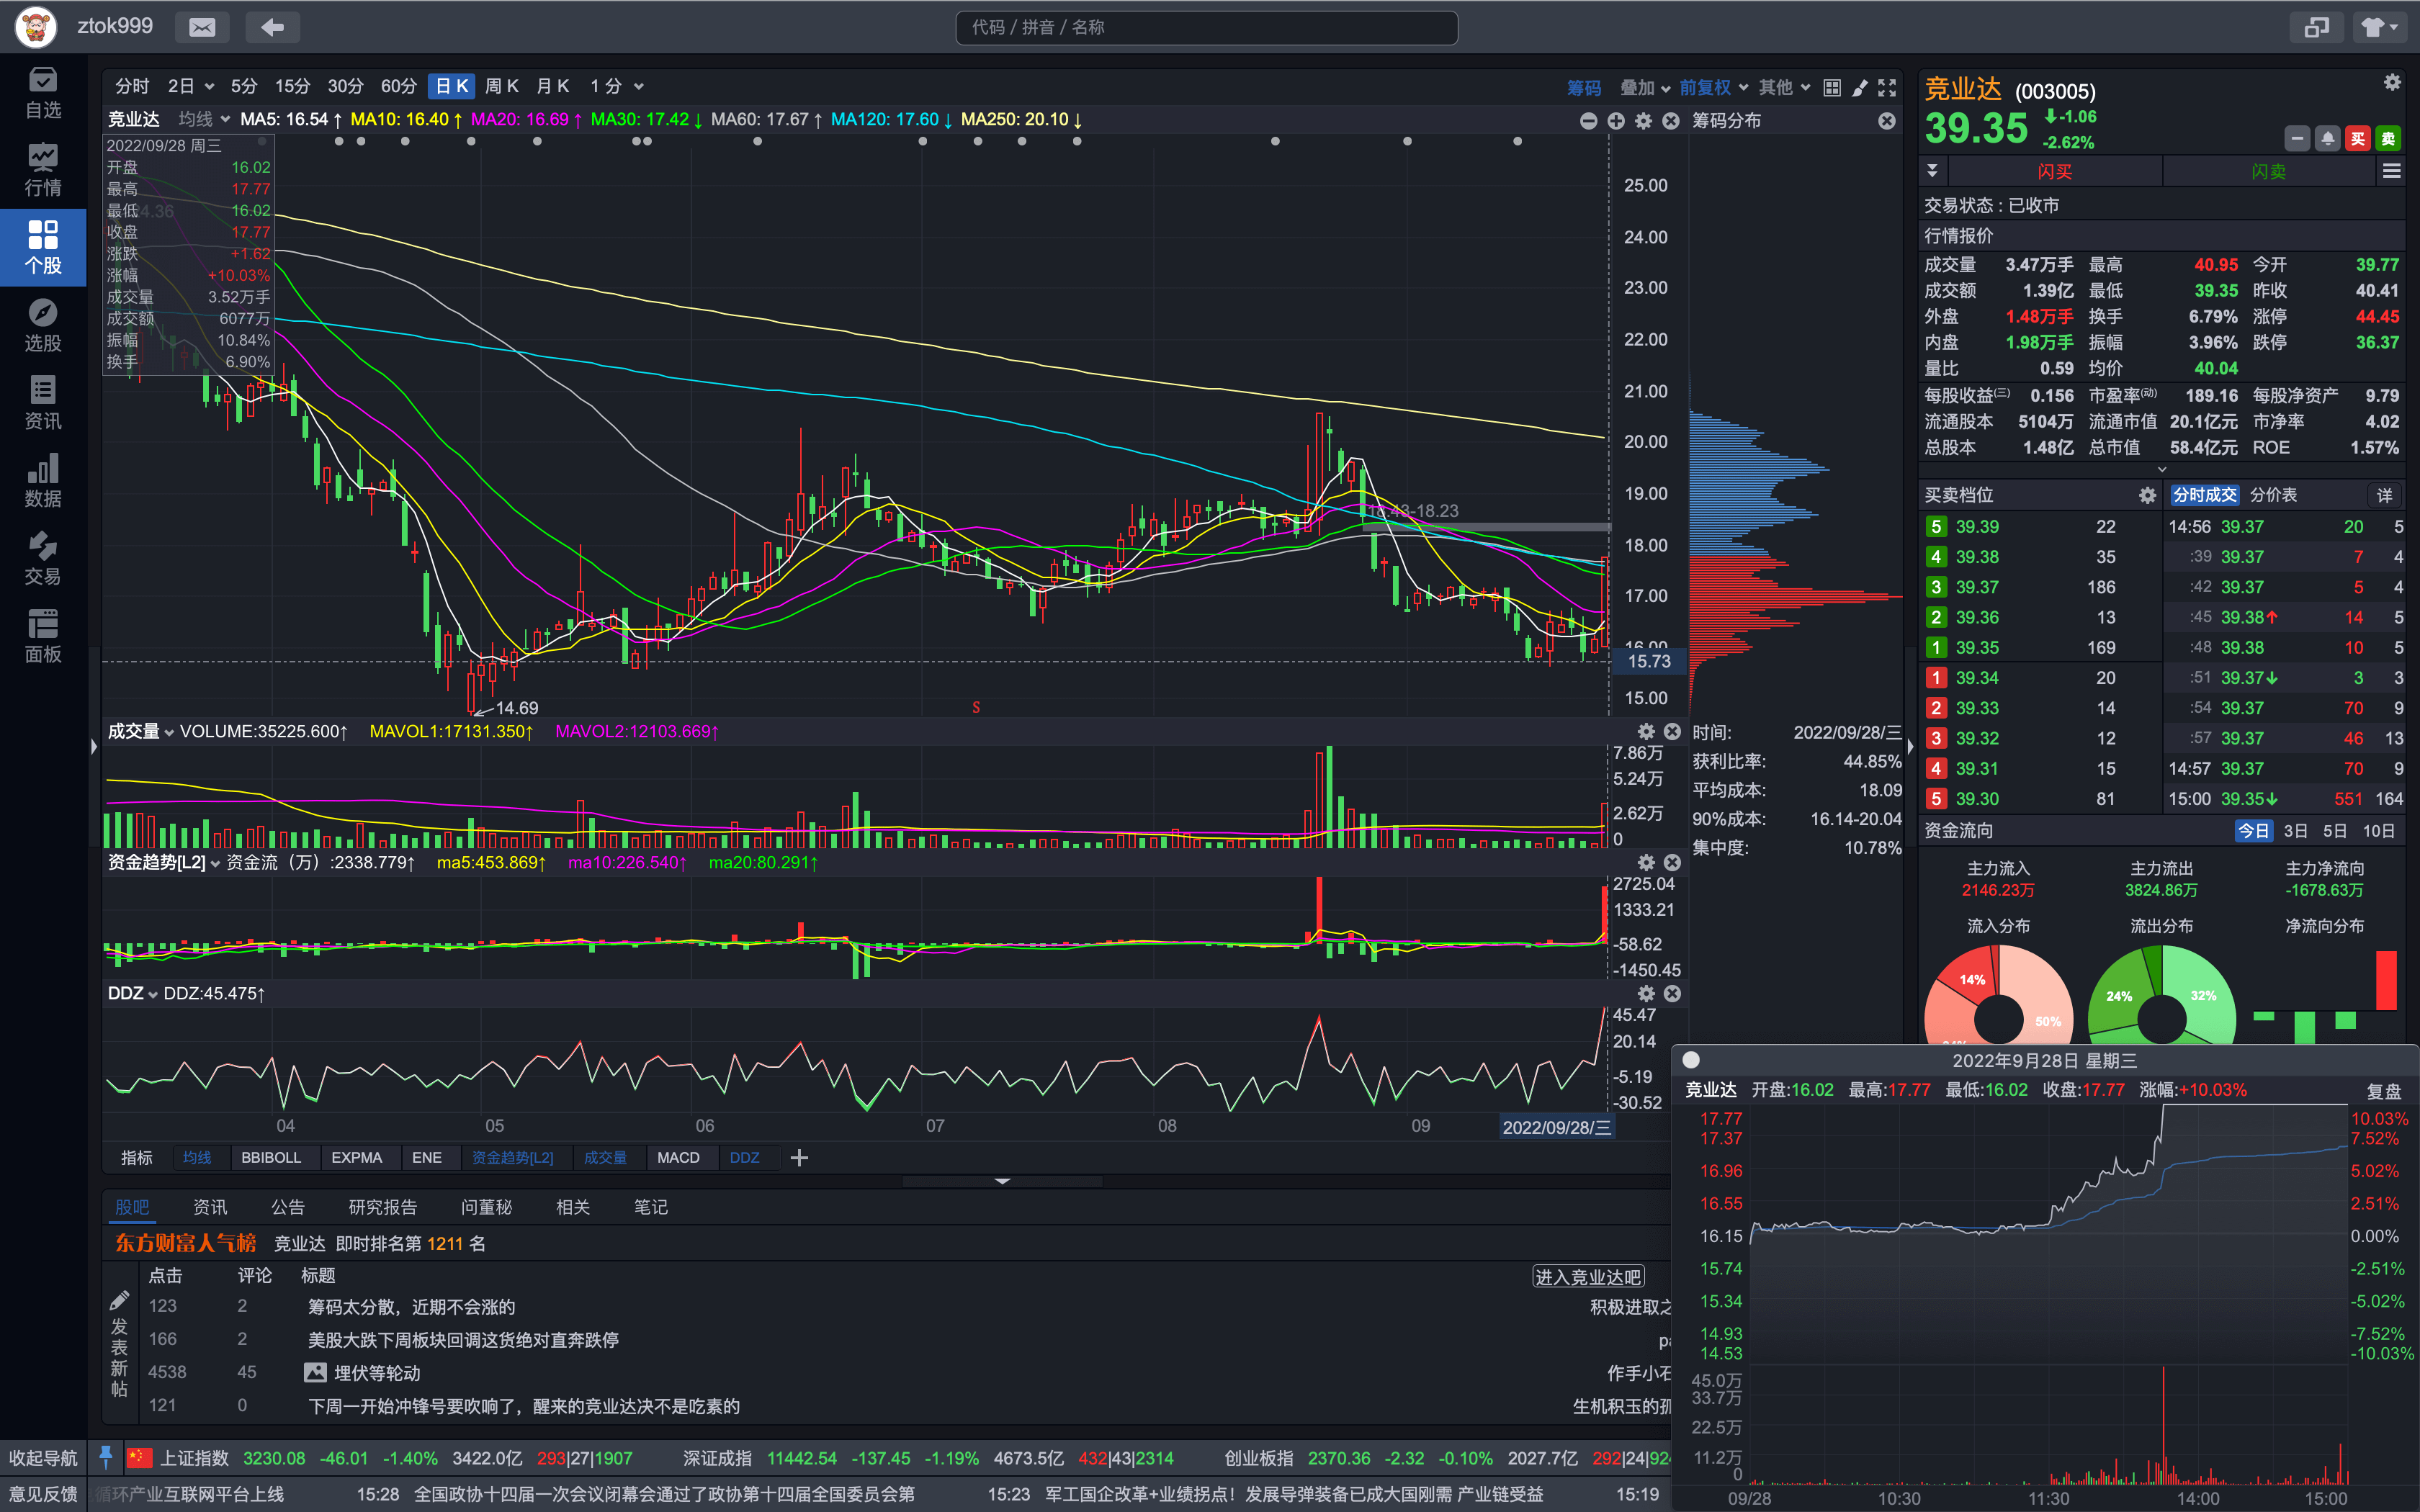 ztok999
代码 / 拼音 / 名称
自选
行情
个股
选股
资讯
数据
交易
面板
分时 2日 5分 15分 30分 60分 日K 周K 月K 1分
筹码 叠加 前复权 其他
竞业达 均线 MA5: 16.54↑ MA10: 16.40↑ MA20: 16.69↑ MA30: 17.42↓ MA60: 17.67↑ MA120: 17.60↓ MA250: 20.10↓
筹码分布
2022/09/28 周三
开盘 16.02
最高 17.77
最低 16.02
收盘 17.77
涨跌 +1.62
涨幅 +10.03%
成交量 3.52万手
成交额 6077万
振幅 10.84%
换手 6.90%
25.00
24.00
23.00
22.00
21.00
20.00
19.00
18.00
17.00
16.00
15.73
15.00
14.69
S
成交量 VOLUME:35225.600↑ MAVOL1:17131.350↑ MAVOL2:12103.669↑
7.86万
5.24万
2.62万
0
资金趋势[L2] 资金流（万）:2338.779↑ ma5:453.869↑ ma10:226.540↑ ma20:80.291↑
2725.04
1333.21
-58.62
-1450.45
DDZ DDZ:45.475↑
45.47
20.14
-5.19
-30.52
04 05 06 07 08 09 2022/09/28/三
时间: 2022/09/28/三
获利比率: 44.85%
平均成本: 18.09
90%成本: 16.14-20.04
集中度: 10.78%
指标 均线 BBIBOLL EXPMA ENE 资金趋势[L2] 成交量 MACD DDZ
股吧 资讯 公告 研究报告 问董秘 相关 笔记
东方财富人气榜 竞业达 即时排名第 1211 名
点击 评论 标题 进入竞业达吧
发表新帖
123 2 筹码太分散，近期不会涨的 积极进取之
166 2 美股大跌下周板块回调这货绝对直奔跌停
4538 45 埋伏等轮动 作手小石
121 0 下周一开始冲锋号要吹响了，醒来的竞业达决不是吃素的 生机积玉的孤
竞业达 (003005)
39.35 ↓-1.06
-2.62%
买 卖
闪买 闪卖
交易状态 : 已收市
行情报价
成交量 3.47万手 最高 40.95 今开 39.77
成交额 1.39亿 最低 39.35 昨收 40.41
外盘 1.48万手 换手 6.79% 涨停 44.45
内盘 1.98万手 振幅 3.96% 跌停 36.37
量比 0.59 均价 40.04
每股收益(三) 0.156 市盈率(动) 189.16 每股净资产 9.79
流通股本 5104万 流通市值 20.1亿元 市净率 4.02
总股本 1.48亿 总市值 58.4亿元 ROE 1.57%
买卖档位 分时成交 分价表 详
5 39.39 22 14:56 39.37 20 5
4 39.38 35 :39 39.37 7 4
3 39.37 186 :42 39.37 5 4
2 39.36 13 :45 39.38↑ 14 5
1 39.35 169 :48 39.38 10 5
1 39.34 20 :51 39.37↓ 3 3
2 39.33 14 :54 39.37 70 9
3 39.32 12 :57 39.37 46 13
4 39.31 15 14:57 39.37 70 9
5 39.30 81 15:00 39.35↓ 551 164
资金流向 今日 3日 5日 10日
主力流入 主力流出 主力净流向
2146.23万 3824.86万 -1678.63万
流入分布 流出分布 净流向分布
14% 50% 24% 32%
2022年9月28日 星期三
竞业达 开盘:16.02 最高:17.77 最低:16.02 收盘:17.77 涨幅:+10.03% 复盘
17.77 10.03%
17.37 7.52%
16.96 5.02%
16.55 2.51%
16.15 0.00%
15.74 -2.51%
15.34 -5.02%
14.93 -7.52%
14.53 -10.03%
45.0万
33.7万
22.5万
11.2万
0
09/28 10:30 11:30 14:00 15:00
收起导航 上证指数 3230.08 -46.01 -1.40% 3422.0亿 293|27|1907 深证成指 11442.54 -137.45 -1.19% 4673.5亿 432|43|2314 创业板指 2370.36 -2.32 -0.10% 2027.7亿 292|24|924
意见反馈 循环产业互联网平台上线 15:28 全国政协十四届一次会议闭幕会通过了政协第十四届全国委员会第 15:23 军工国企改革+业绩拐点！发展导弹装备已成大国刚需 产业链受益 15:19